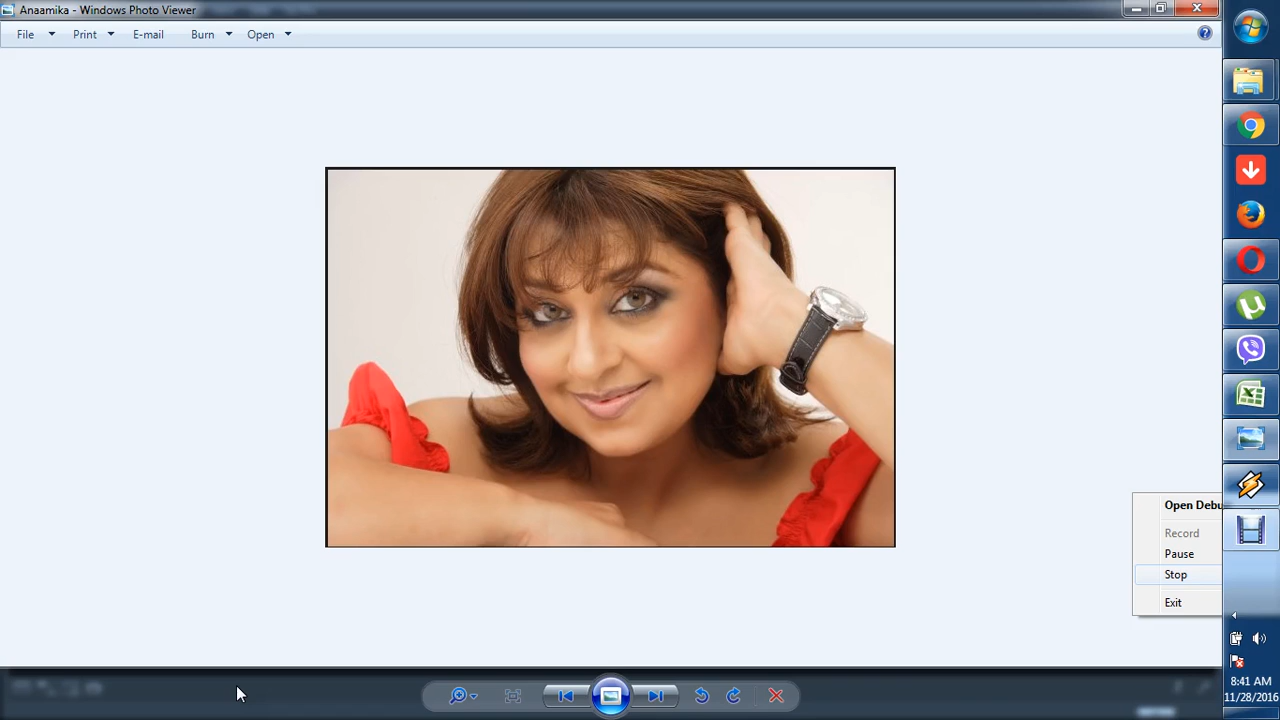 Anaamika - Windows Photo Viewer
File Print E-mail Burn Open
Open Debu
Record
Pause
Stop
Exit
8:41 AM
11/28/2016